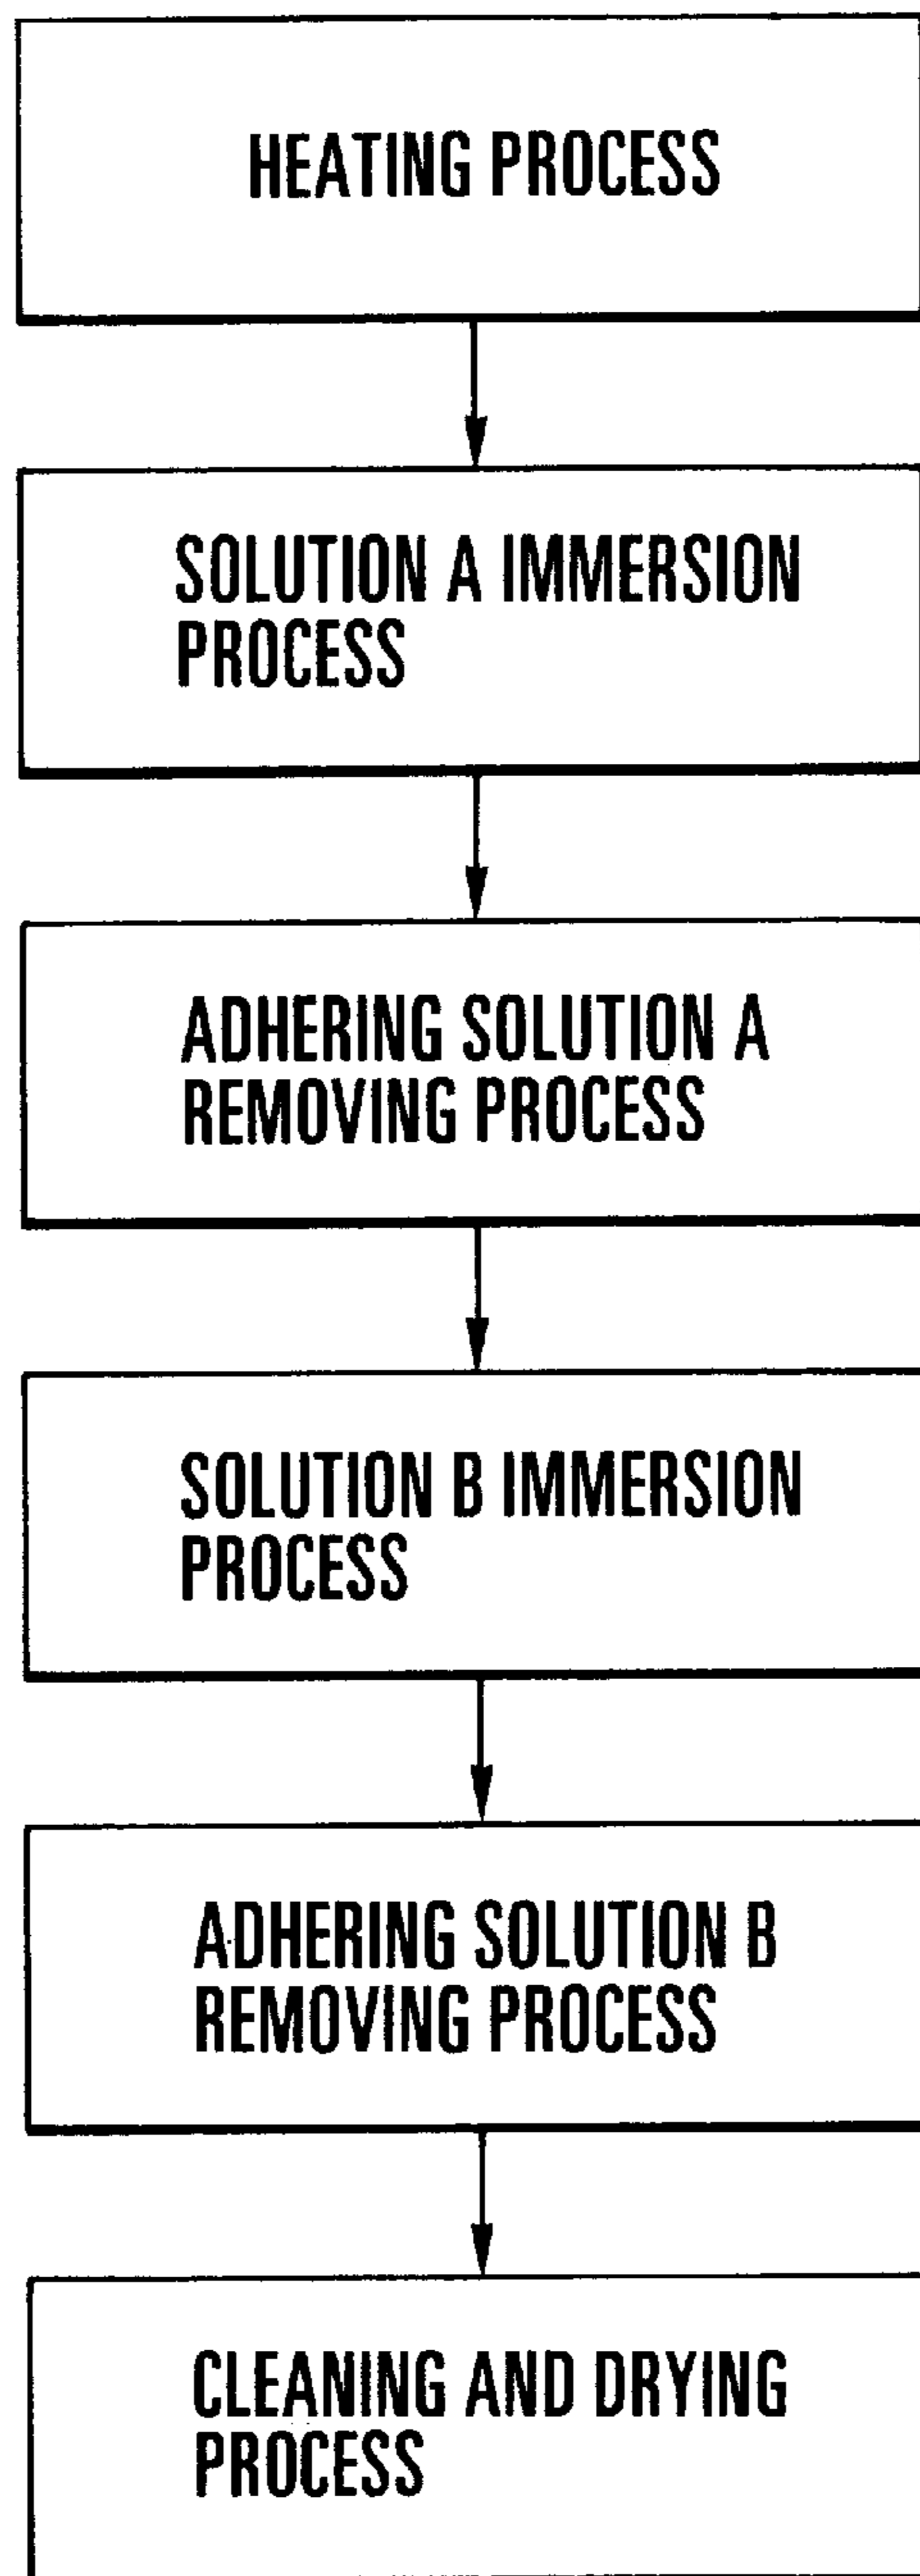 HEATING PROCESS
SOLUTION A IMMERSION
PROCESS
ADHERING SOLUTION A
REMOVING PROCESS
SOLUTION B IMMERSION
PROCESS
ADHERING SOLUTION B
REMOVING PROCESS
CLEANING AND DRYING
PROCESS